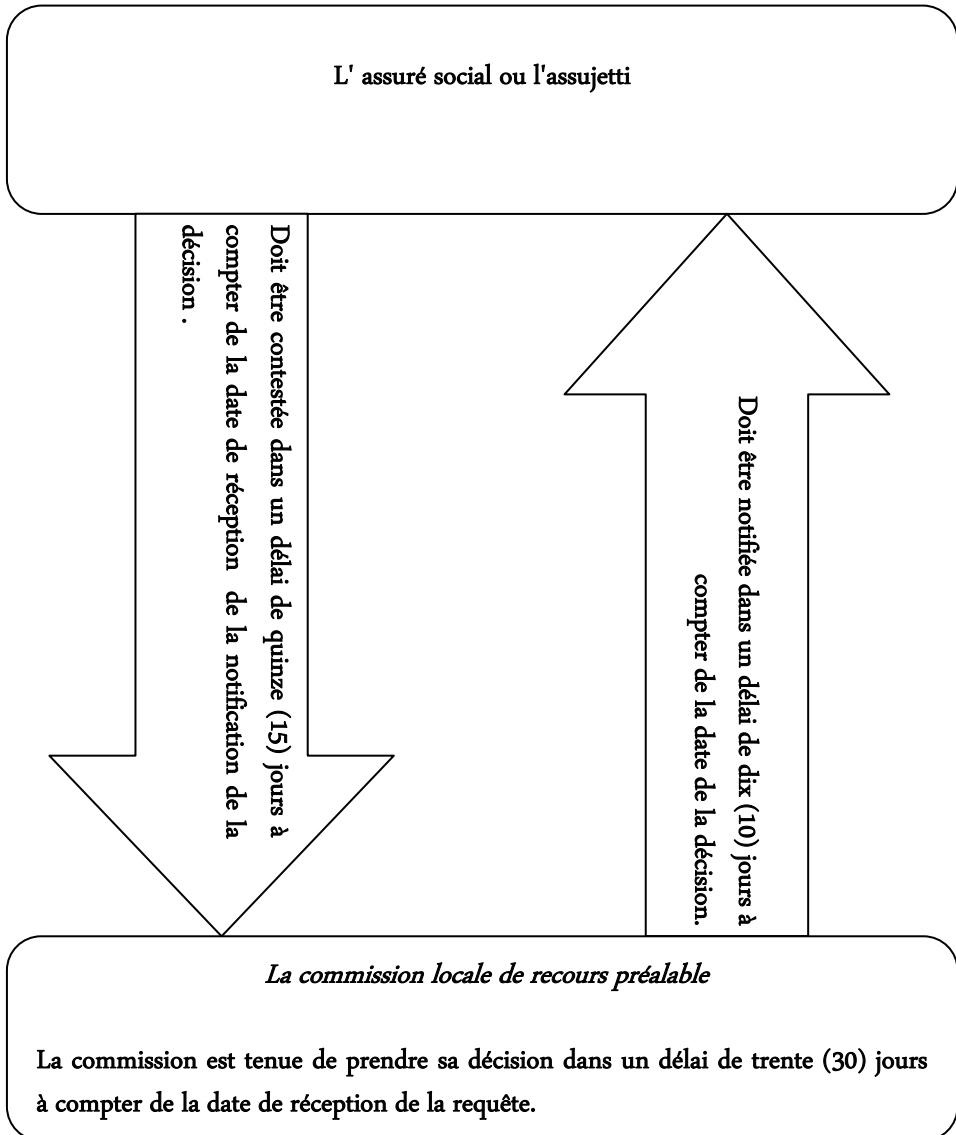 L' assuré social ou l'assujetti
Doit être contestée dans un délai de quinze (15) jours à
compter de la date de réception de la notification de la
décision .
Doit être notifiée dans un délai de dix (10) jours à
compter de la date de la décision.
La commission locale de recours préalable
La commission est tenue de prendre sa décision dans un délai de trente (30) jours
à compter de la date de réception de la requête.